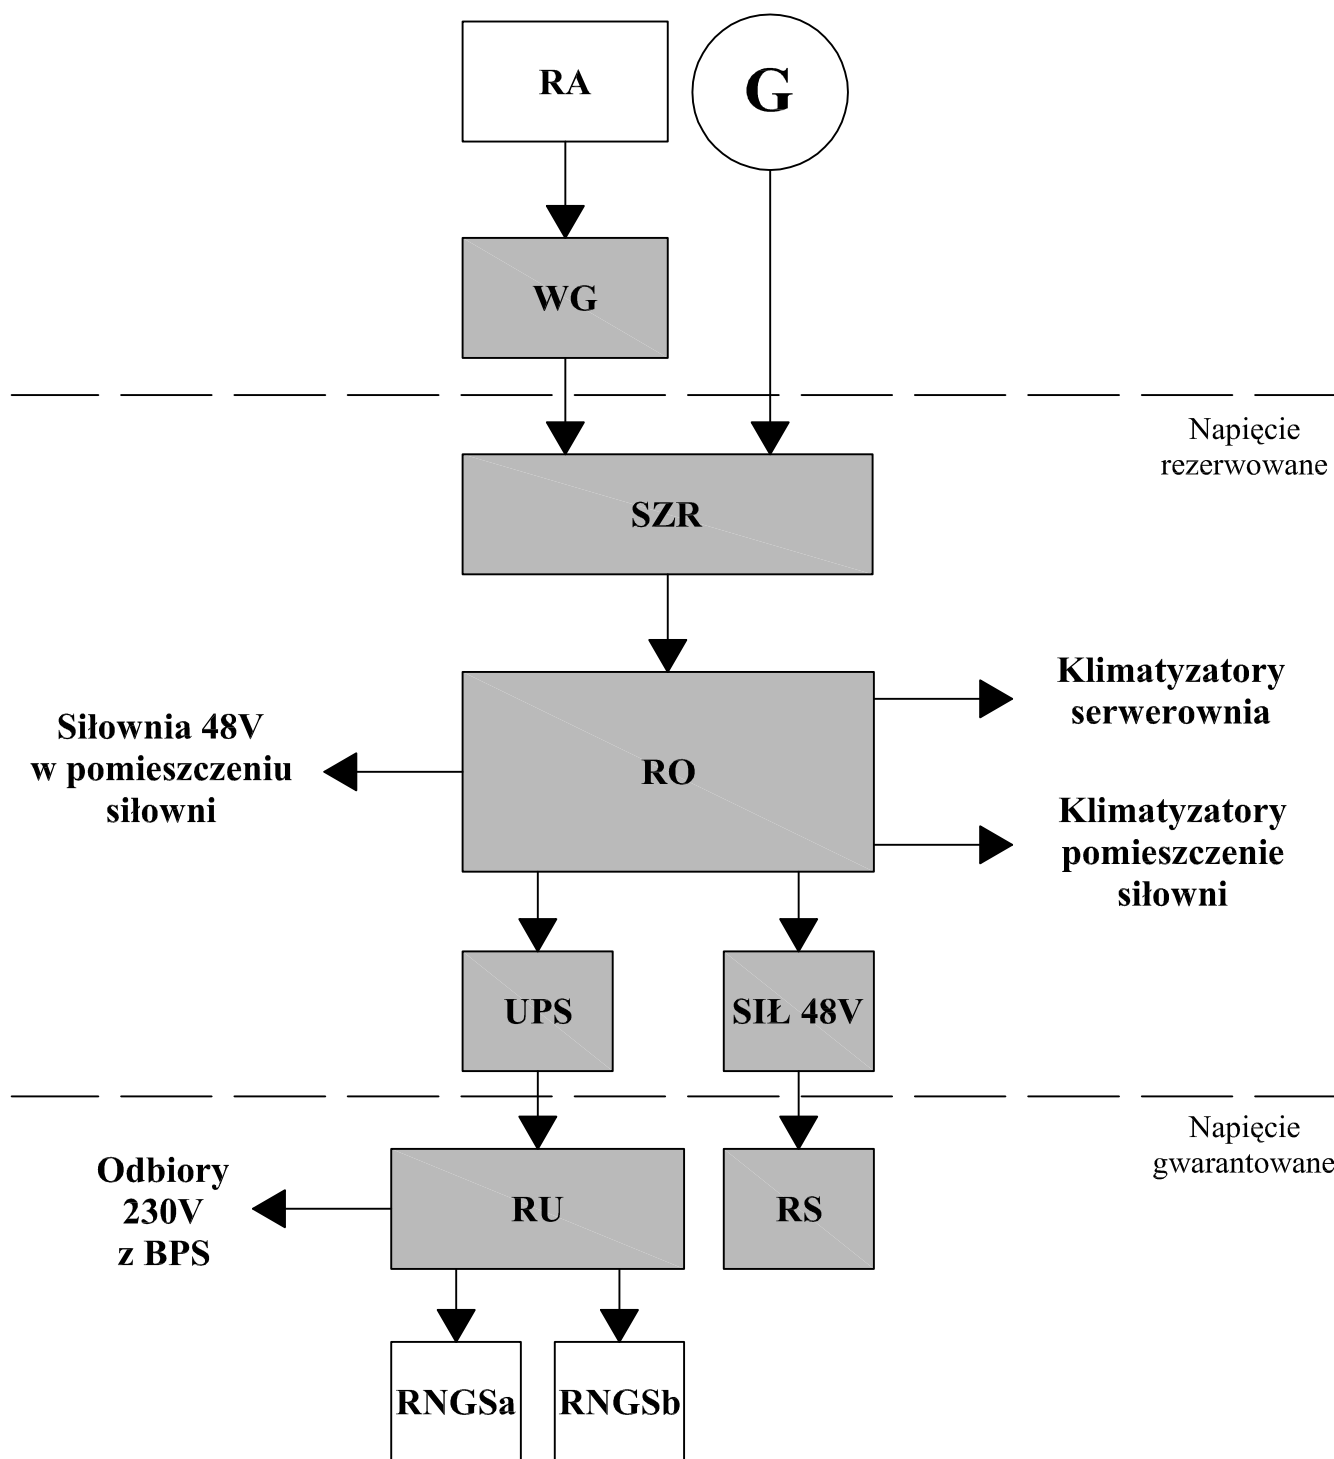 RA
G
WG
Napięcie
rezerwowane
SZR
Klimatyzatory
serwerownia
Siłownia 48V
w pomieszczeniu
siłowni
RO
Klimatyzatory
pomieszczenie
siłowni
UPS
SIŁ 48V
Napięcie
gwarantowane
Odbiory
230V
z BPS
RU
RS
RNGSa
RNGSb